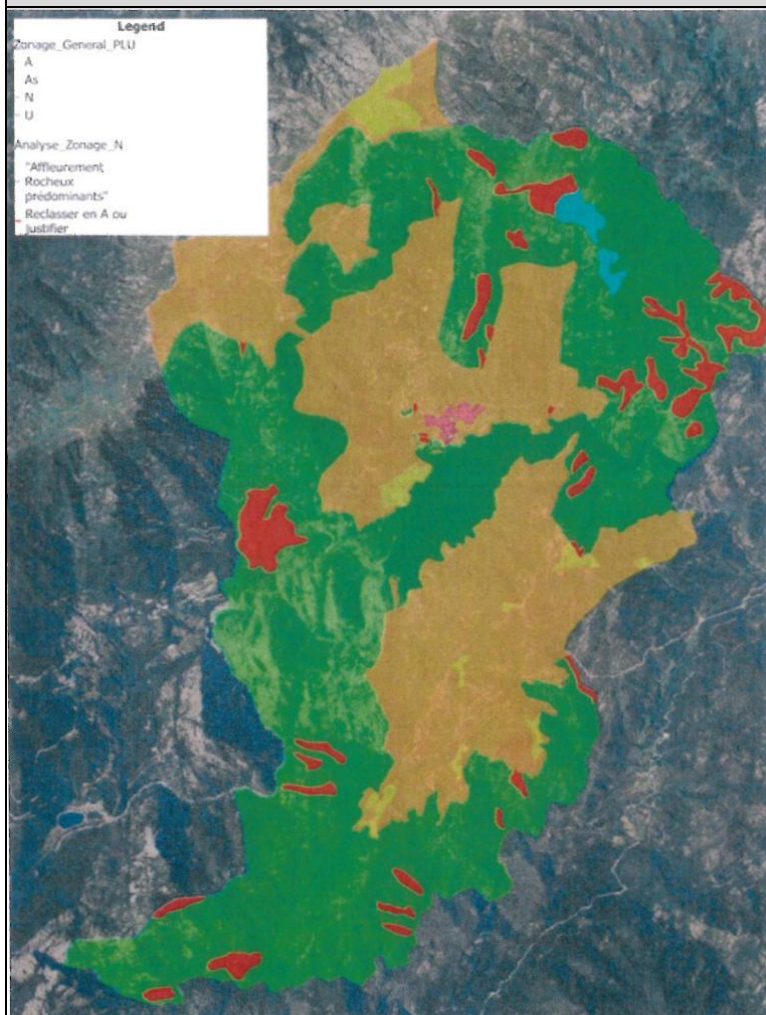 Legend
Zonage_General_PLU
A
As
N
U
Analyse_Zonage_N
"Affleurement
Rocheux
prédominants"
Reclasser en A ou
justifier